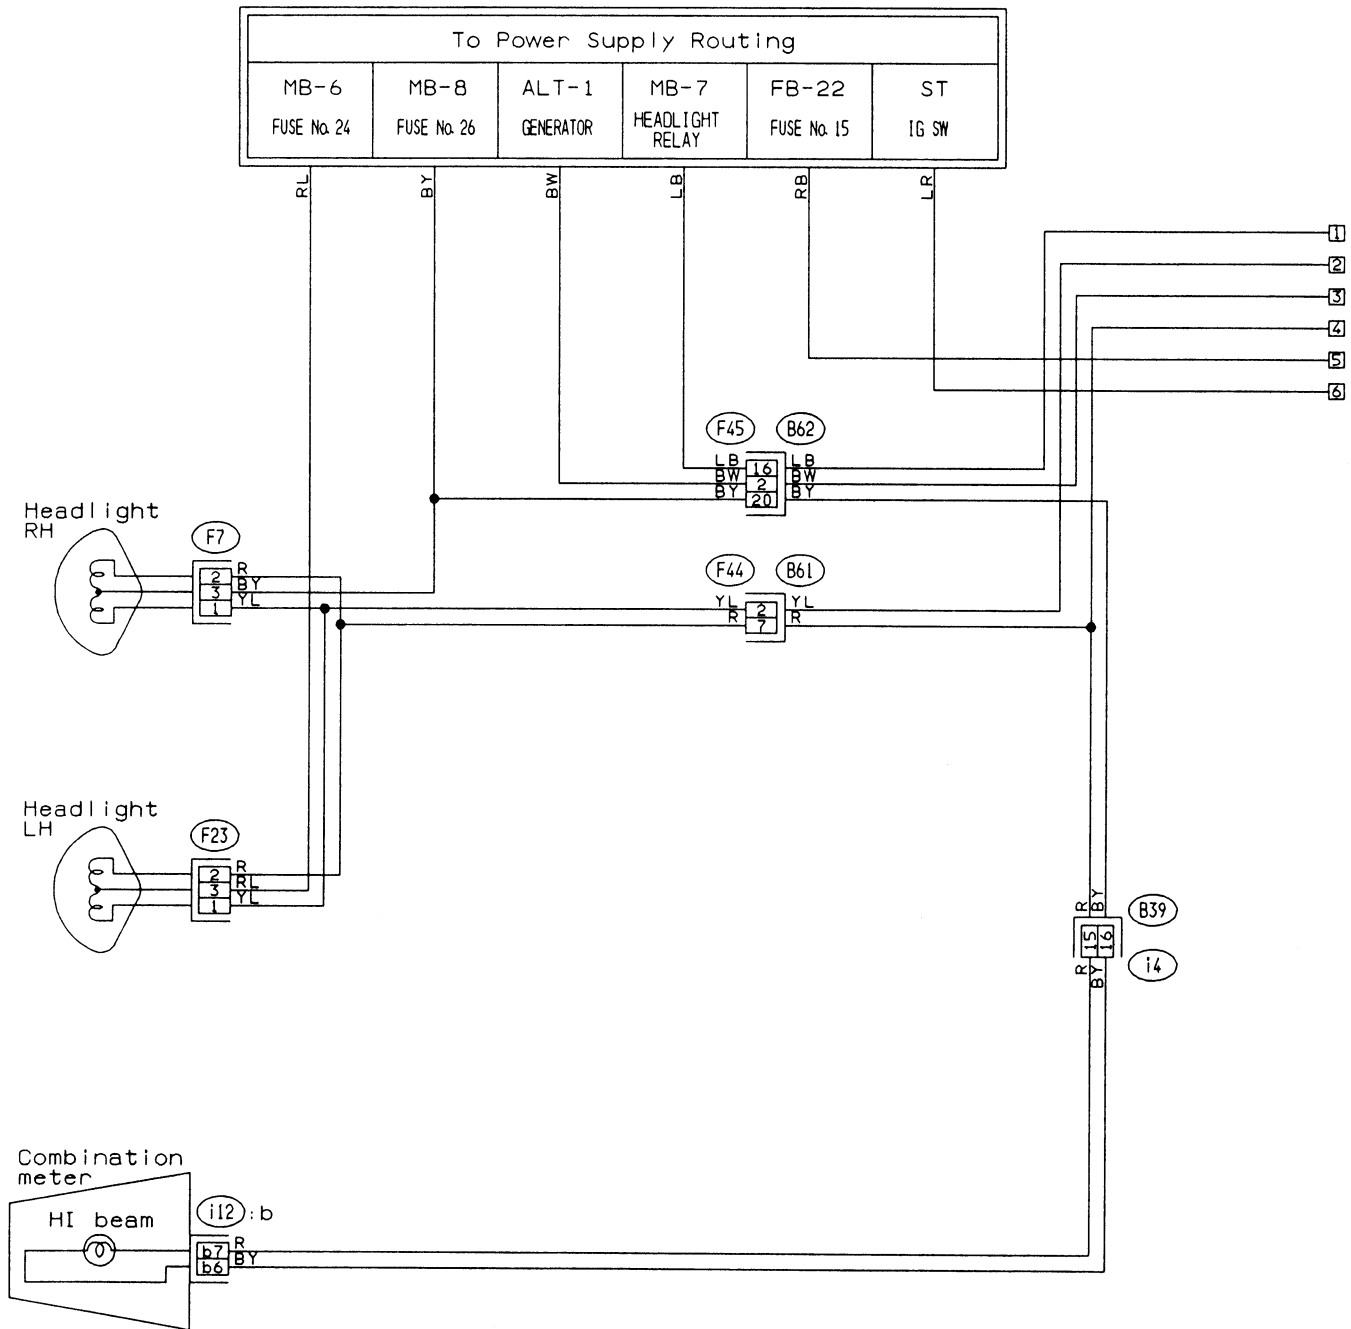 To Power Supply Routing
MB-6 MB-8 ALT-1 MB-7 FB-22 ST
FUSE No. 24 FUSE No. 26 GENERATOR HEADLIGHT RELAY FUSE No. 15 IG SW
RL BY BW LB RB LR
1
2
3
4
5
6
F45 B62
LB 16 LB
BW 2 BW
BY 20 BY
Headlight
RH
F7
2 R
3 BY
1 YL
F44 B61
YL 2 YL
R 7 R
Headlight
LH
F23
2 R
3 RL
1 YL
R BY
B39
15 16
i4
R BY
Combination
meter
HI beam
i12 : b
b7 R
b6 BY